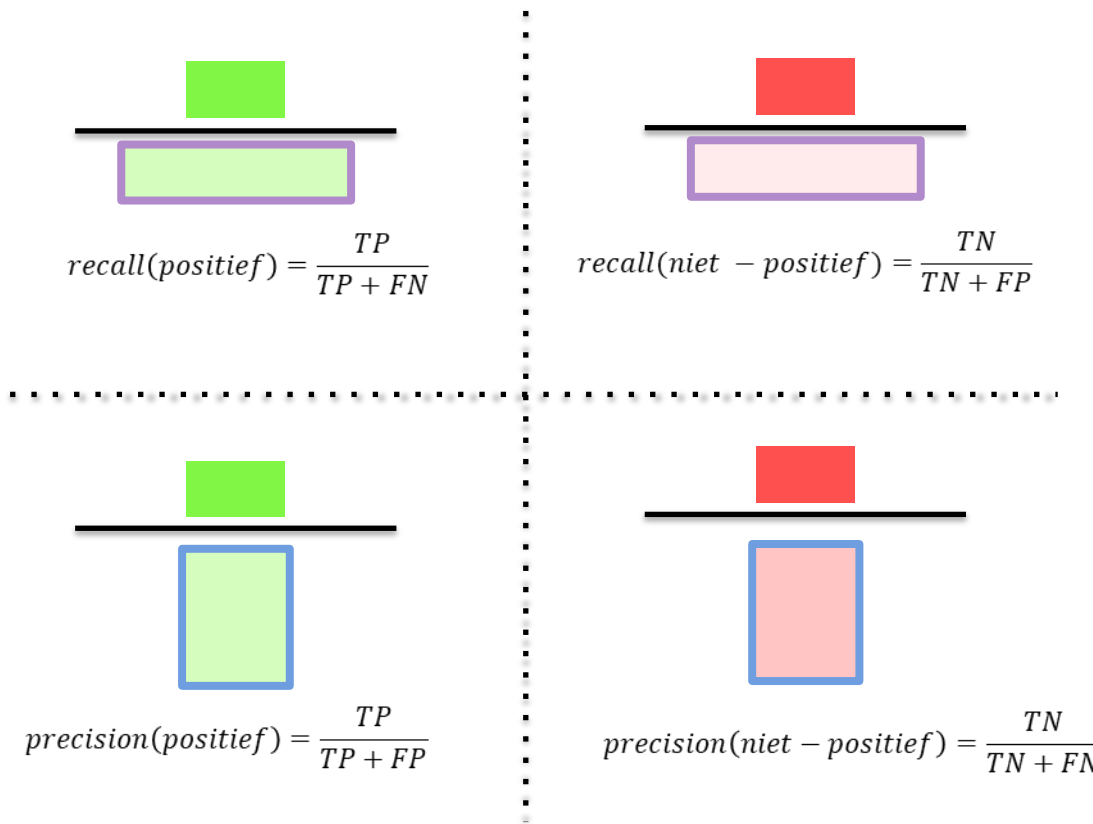 recall(positief) = TP / (TP + FN)
recall(niet − positief) = TN / (TN + FP)
precision(positief) = TP / (TP + FP)
precision(niet − positief) = TN / (TN + FN)